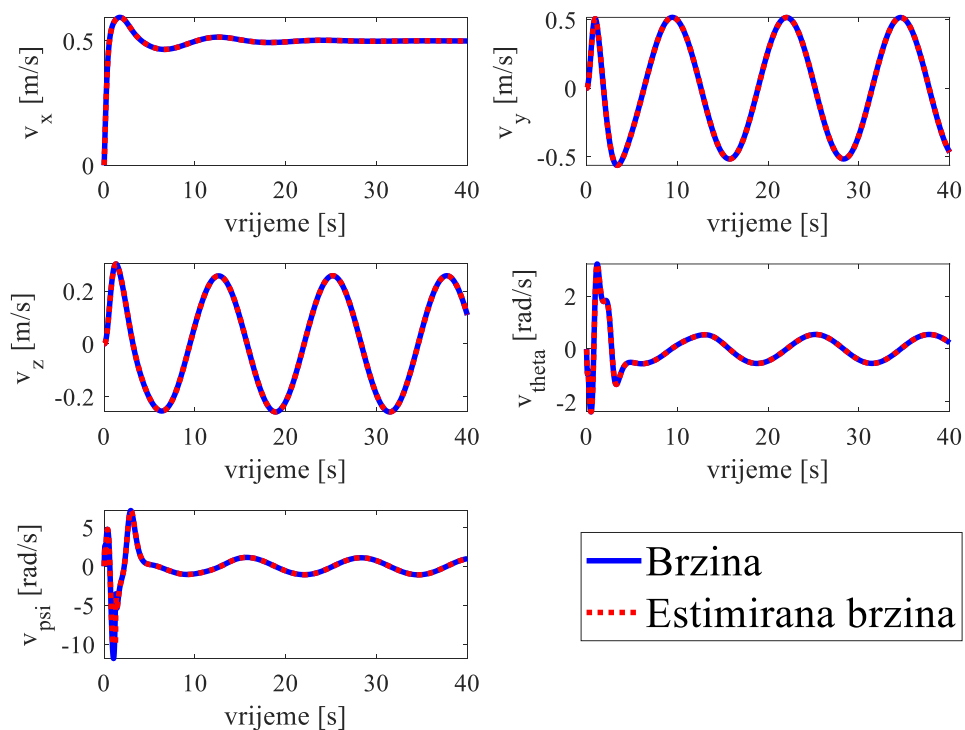 v_x [m/s]
0.5
0
0 10 20 30 40
vrijeme [s]
v_y [m/s]
0.5
0
-0.5
0 10 20 30 40
vrijeme [s]
v_z [m/s]
0.2
0
-0.2
0 10 20 30 40
vrijeme [s]
v_theta [rad/s]
2
0
-2
0 10 20 30 40
vrijeme [s]
v_psi [rad/s]
5
0
-5
-10
0 10 20 30 40
vrijeme [s]
Brzina
Estimirana brzina